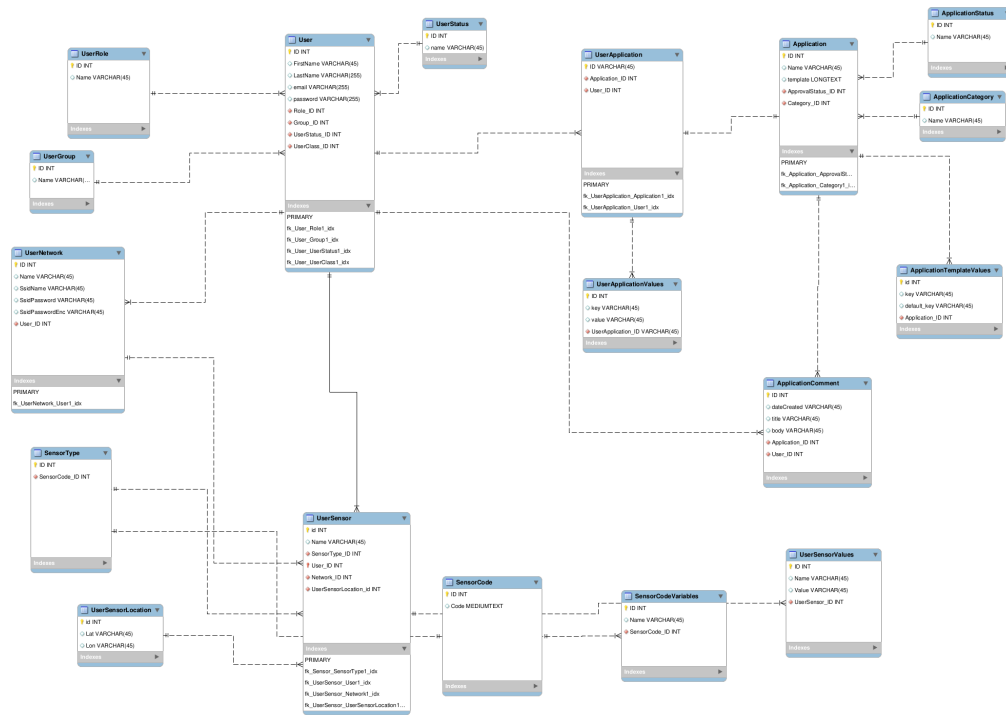 UserRole
ID INT
Name VARCHAR(45)
Indexes
UserGroup
ID INT
Name VARCHAR(...
Indexes
User
ID INT
FirstName VARCHAR(45)
LastName VARCHAR(255)
email VARCHAR(255)
password VARCHAR(255)
Role_ID INT
Group_ID INT
UserStatus_ID INT
UserClass_ID INT
Indexes
PRIMARY
fk_User_Role1_idx
fk_User_Group1_idx
fk_User_UserStatus1_idx
fk_User_UserClass1_idx
UserStatus
ID INT
name VARCHAR(45)
Indexes
UserApplication
ID VARCHAR(45)
Application_ID INT
User_ID INT
Indexes
PRIMARY
fk_UserApplication_Application1_idx
fk_UserApplication_User1_idx
Application
ID INT
Name VARCHAR(45)
template LONGTEXT
ApprovalStatus_ID INT
Category_ID INT
Indexes
PRIMARY
fk_Application_ApprovalSt...
fk_Application_Category1_i...
ApplicationStatus
ID INT
Name VARCHAR(45)
Indexes
ApplicationCategory
ID INT
Name VARCHAR(45)
Indexes
UserNetwork
ID INT
Name VARCHAR(45)
SsidName VARCHAR(45)
SsidPassword VARCHAR(45)
SsidPasswordEnc VARCHAR(45)
User_ID INT
Indexes
PRIMARY
fk_UserNetwork_User1_idx
UserApplicationValues
ID INT
key VARCHAR(45)
value VARCHAR(45)
UserApplication_ID VARCHAR(45)
Indexes
ApplicationTemplateValues
id INT
key VARCHAR(45)
default_key VARCHAR(45)
Application_ID INT
Indexes
ApplicationComment
ID INT
dateCreated VARCHAR(45)
title VARCHAR(45)
body VARCHAR(45)
Application_ID INT
User_ID INT
Indexes
SensorType
ID INT
SensorCode_ID INT
Indexes
UserSensor
id INT
Name VARCHAR(45)
SensorType_ID INT
User_ID INT
Network_ID INT
UserSensorLocation_id INT
Indexes
PRIMARY
fk_Sensor_SensorType1_idx
fk_UserSensor_User1_idx
fk_UserSensor_Network1_idx
fk_UserSensor_UserSensorLocation1...
UserSensorLocation
id INT
Lat VARCHAR(45)
Lon VARCHAR(45)
Indexes
SensorCode
ID INT
Code MEDIUMTEXT
Indexes
SensorCodeVariables
ID INT
Name VARCHAR(45)
SensorCode_ID INT
Indexes
UserSensorValues
ID INT
Name VARCHAR(45)
Value VARCHAR(45)
UserSensor_ID INT
Indexes